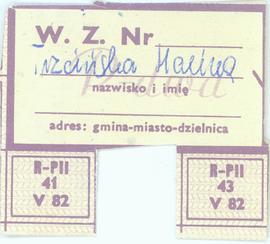 W. Z. Nr
Halina
nazwisko i imię
adres: gmina-miasto-dzielnica
R-PII R-PII
41 43
V 82 V 82